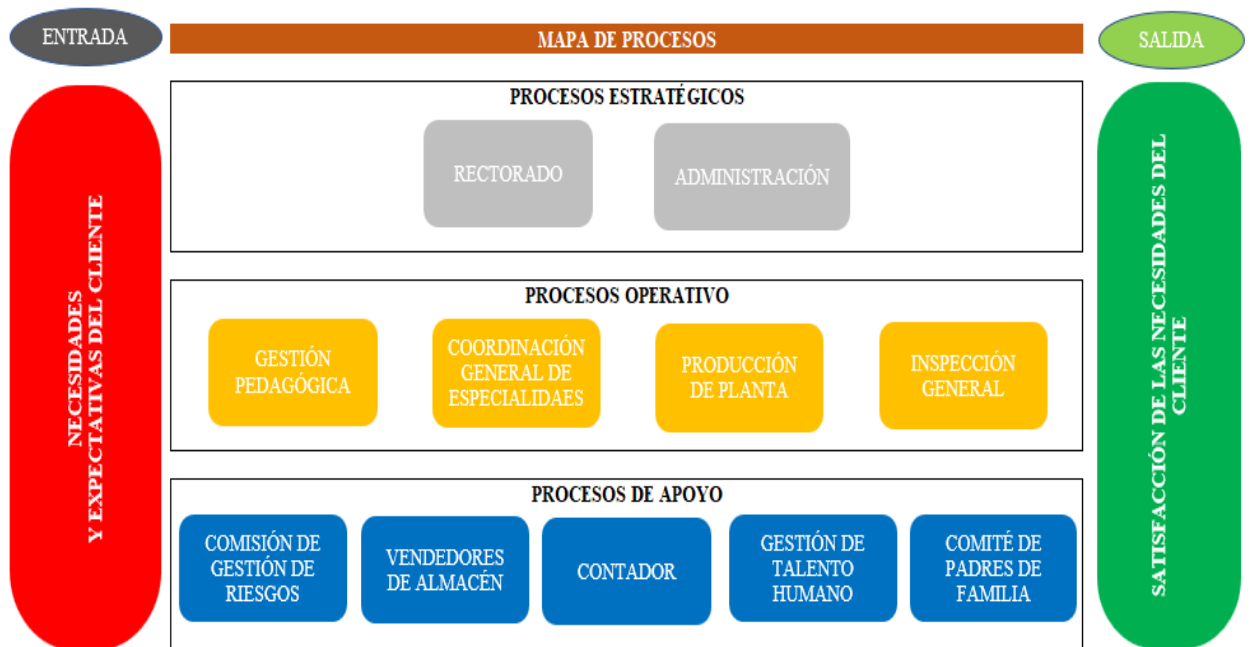 ENTRADA
MAPA DE PROCESOS
SALIDA
NECESIDADES
Y EXPECTATIVAS DEL CLIENTE
PROCESOS ESTRATÉGICOS
RECTORADO
ADMINISTRACIÓN
PROCESOS OPERATIVO
GESTIÓN
PEDAGÓGICA
COORDINACIÓN
GENERAL DE
ESPECIALIDAES
PRODUCCIÓN
DE PLANTA
INSPECCIÓN
GENERAL
PROCESOS DE APOYO
COMISIÓN DE
GESTIÓN DE
RIESGOS
VENDEDORES
DE ALMACÉN
CONTADOR
GESTIÓN DE
TALENTO
HUMANO
COMITÉ DE
PADRES DE
FAMILIA
SATISFACCIÓN DE LAS NECESIDADES DEL
CLIENTE